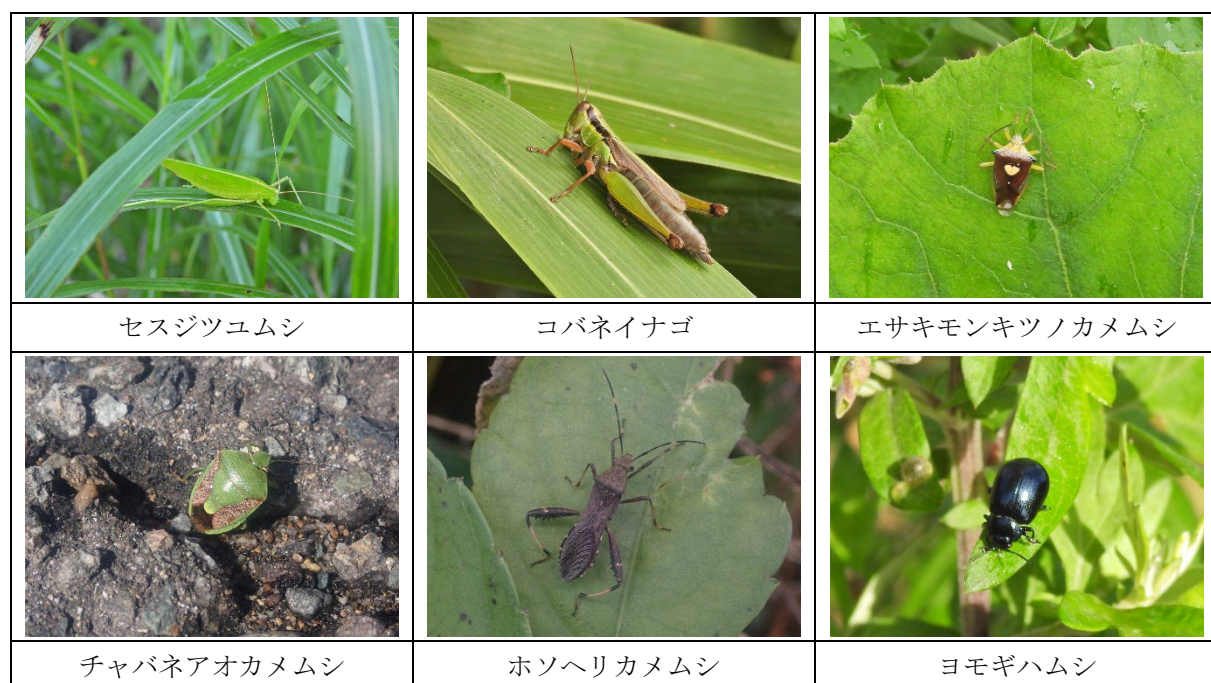 セスジツユムシ
コバネイナゴ
エサキモンキツノカメムシ
チャバネアオカメムシ
ホソヘリカメムシ
ヨモギハムシ